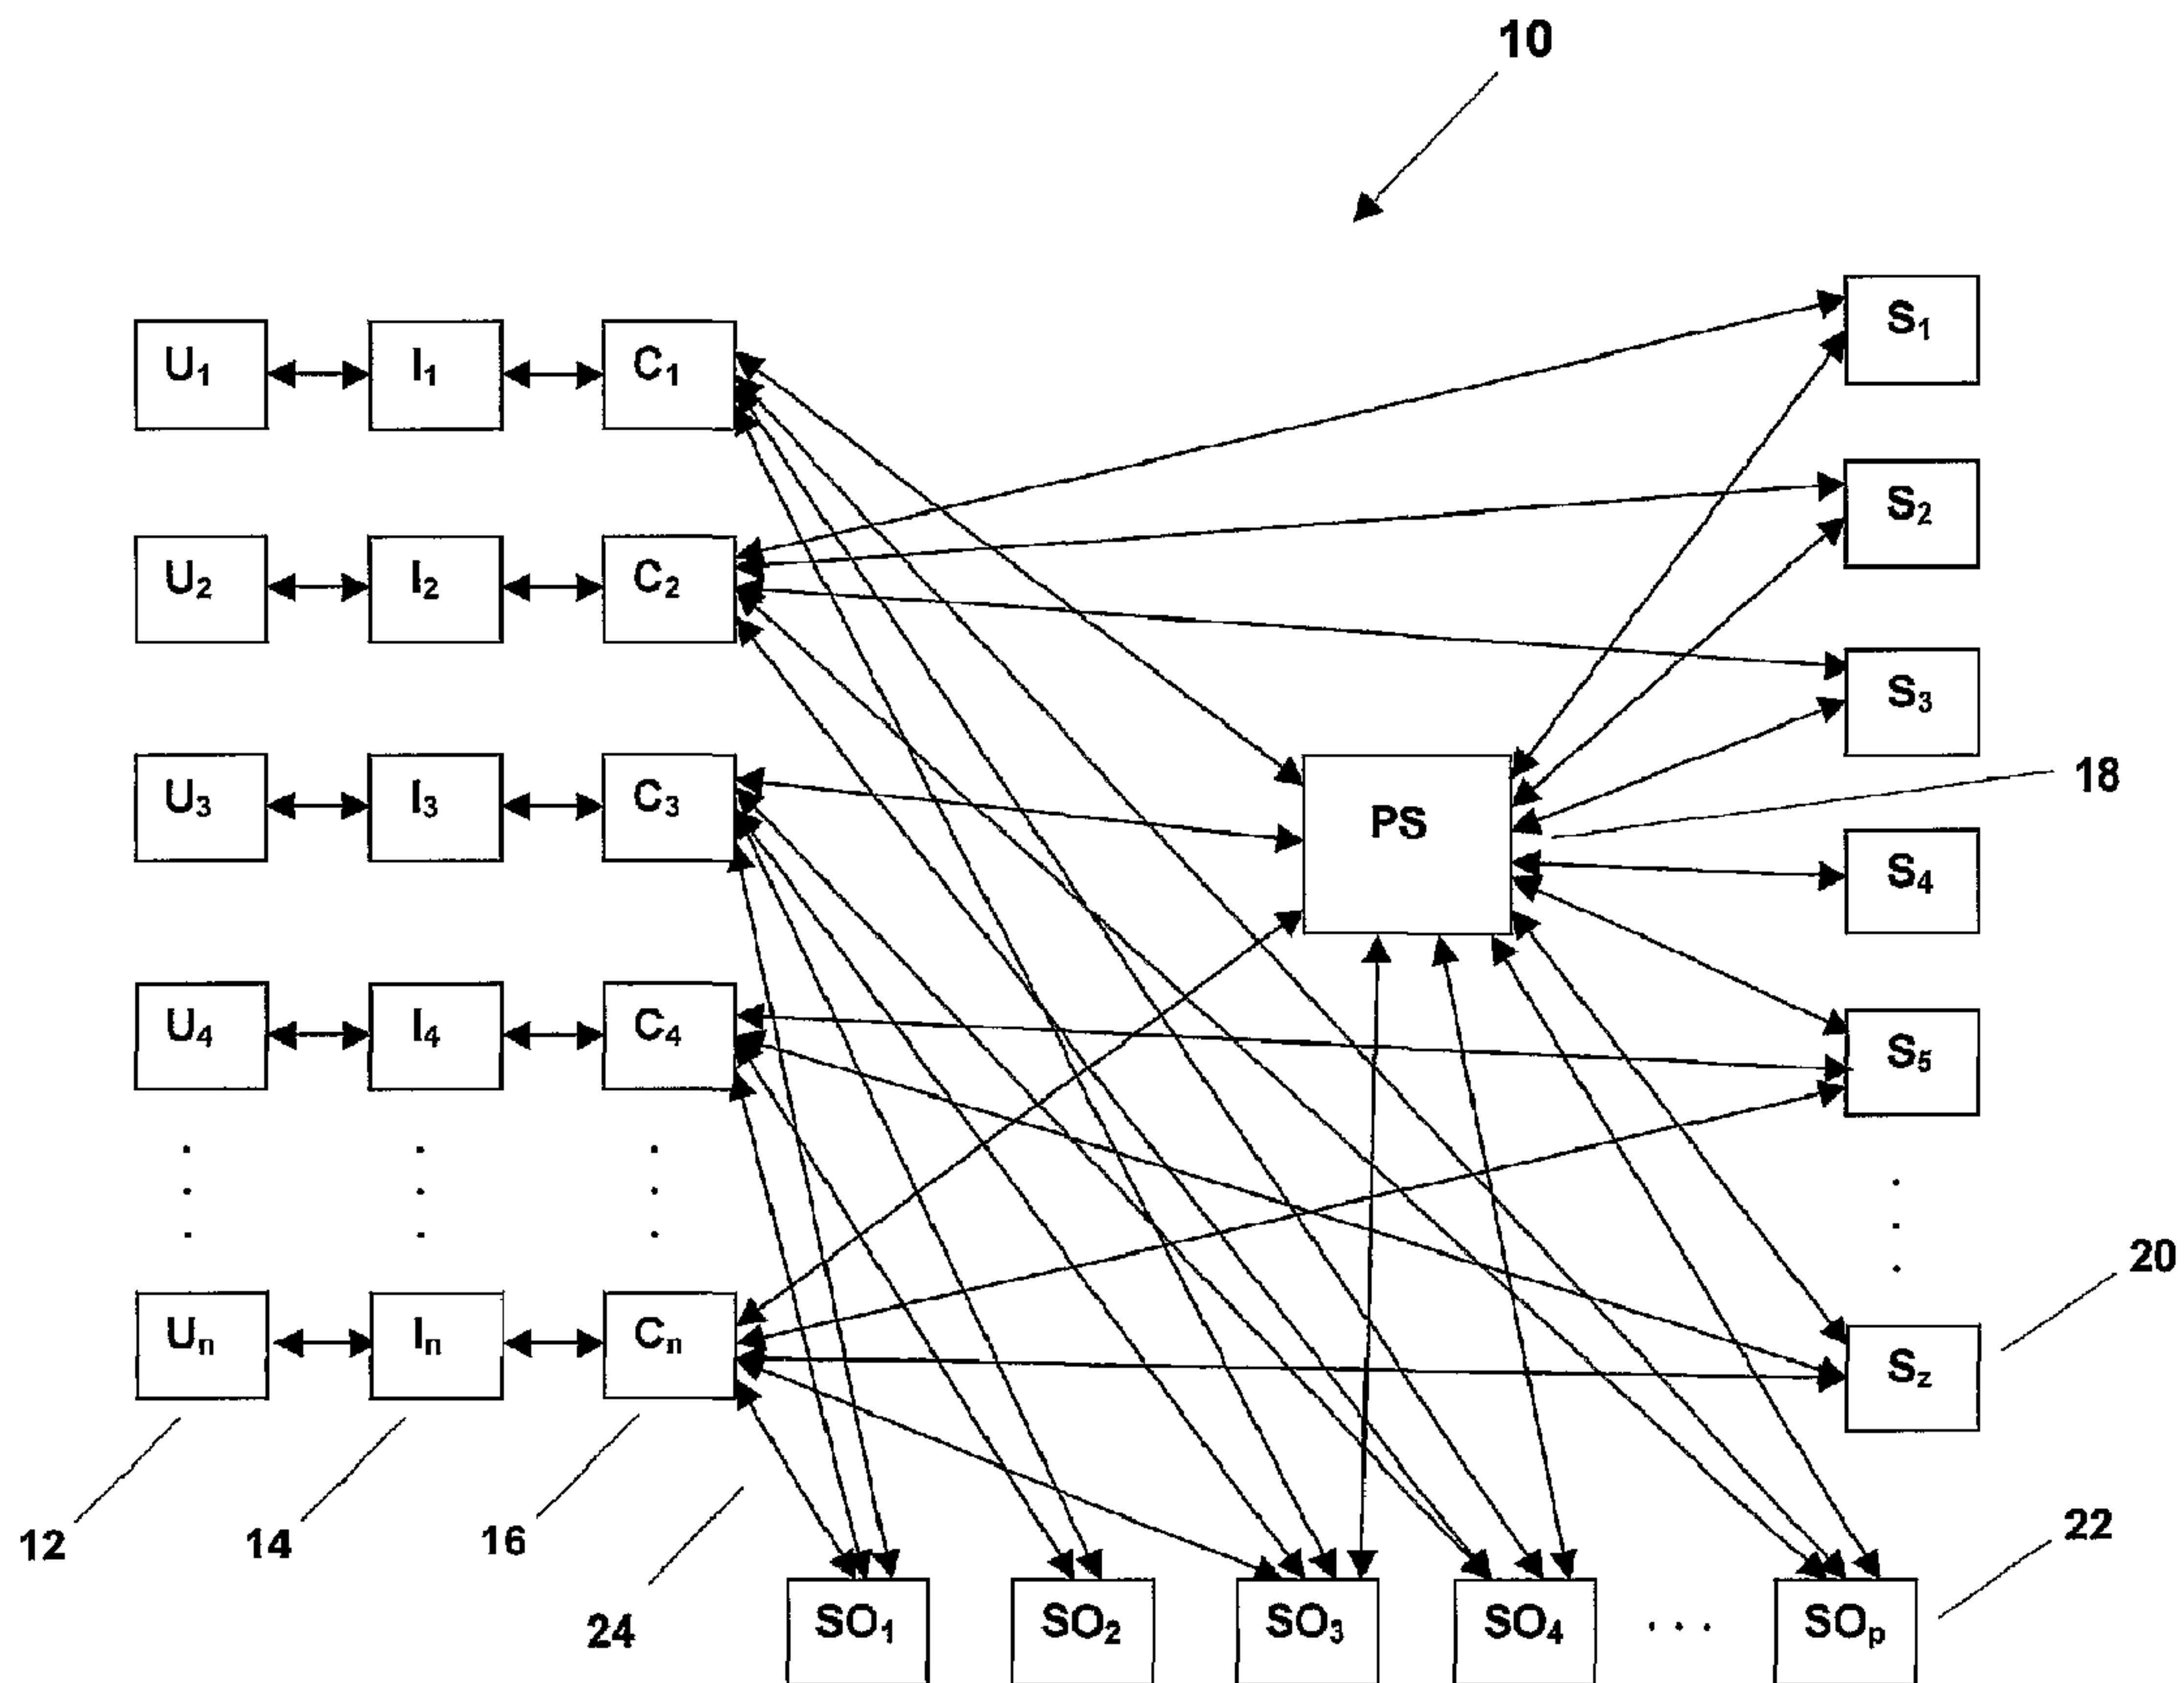 10
S₁
U₁ I₁ C₁
S₂
U₂ I₂ C₂
S₃
18
U₃ I₃ C₃
PS
S₄
U₄ I₄ C₄
S₅
. . .
. . .
. . .
. . .
20
Uₙ Iₙ Cₙ
S_z
12 14 16
22
24
SO₁ SO₂ SO₃ SO₄ . . . SOₚ